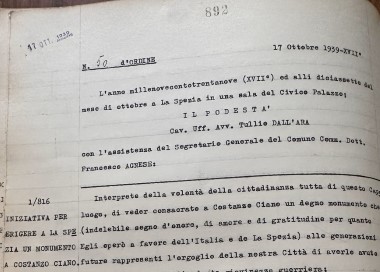 892
17 OTT. 1939
17 Ottobre 1939-XVII°
N. 50 d'ORDINE
L'anno millenovecentotrentanove (XVII°) ed alli diciassette del
mese di ottobre a La Spezia in una sala del Civico Palazzo;
IL PODESTA'
Cav. Uff. Avv. Tullio DALL'ARA
con l'assistenza del Segretario Generale del Comune Comm. Dott.
Francesco AGNESE:
1/816
INIZIATIVA PER
ERIGERE A LA SPE
ZIA UN MONUMENTO
A COSTANZO CIANO.
Interprete della volontà della cittadinanza tutta di questo Capo
luogo, di veder consacrato a Costanzo Ciano un degno monumento
(indelebile segno d'onore, di amore e di gratitudine per quanto
Egli operò a favore dell'Italia e de La Spezia) alle generazioni
future rappresenti l'orgoglio della nostra Città di averlo avuto